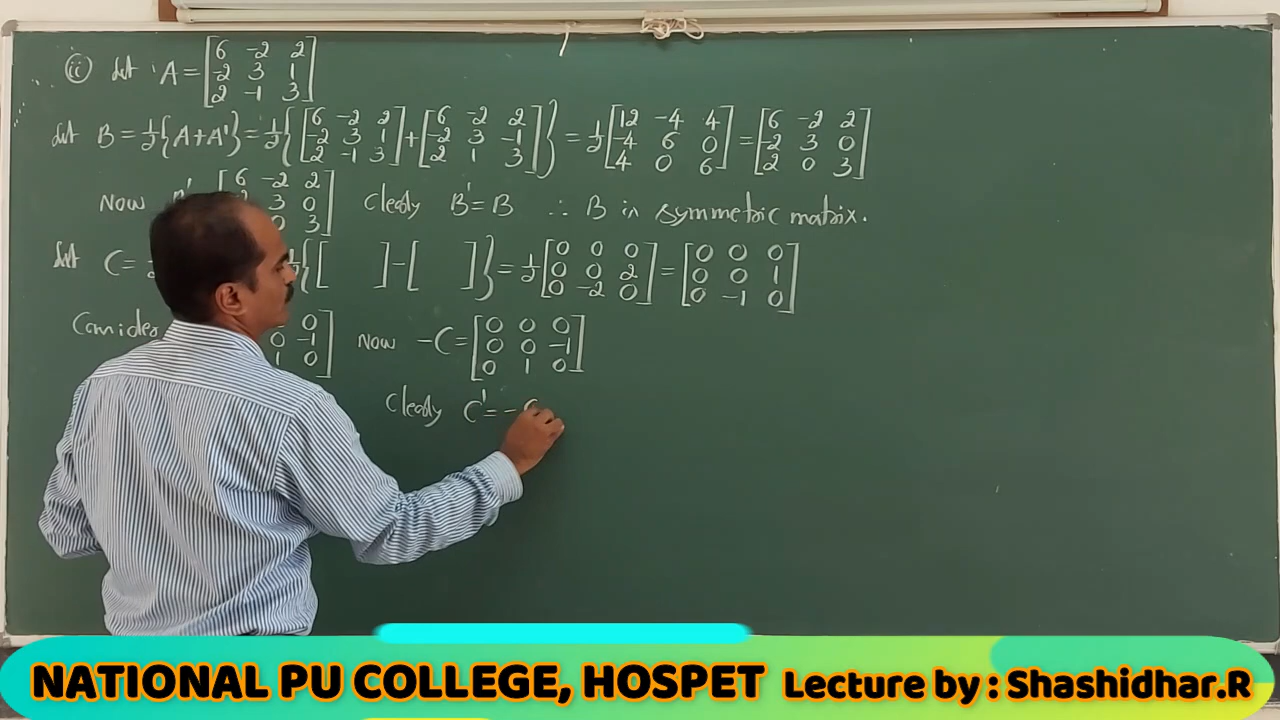 ii) Let A = [6 -2 2; -2 3 1; 2 -1 3]
Let B = 1/2{A+A'} = 1/2{[6 -2 2; -2 3 1; 2 -1 3] + [6 -2 2; -2 3 -1; 2 1 3]} = 1/2[12 -4 4; -4 6 0; 4 0 6] = [6 -2 2; -2 3 0; 2 0 3]
Now B' [6 -2 2; 3 0; 0 3] Clearly B' = B ∴ B in symmetric matrix.
Let C = {[ ] - [ ]} = 1/2[0 0 0; 0 0 2; 0 -2 0] = [0 0 0; 0 0 1; 0 -1 0]
Consider 0; 0 -1; 1 0] Now -C = [0 0 0; 0 0 -1; 0 1 0]
Clearly C' = -
NATIONAL PU COLLEGE, HOSPET Lecture by : Shashidhar.R